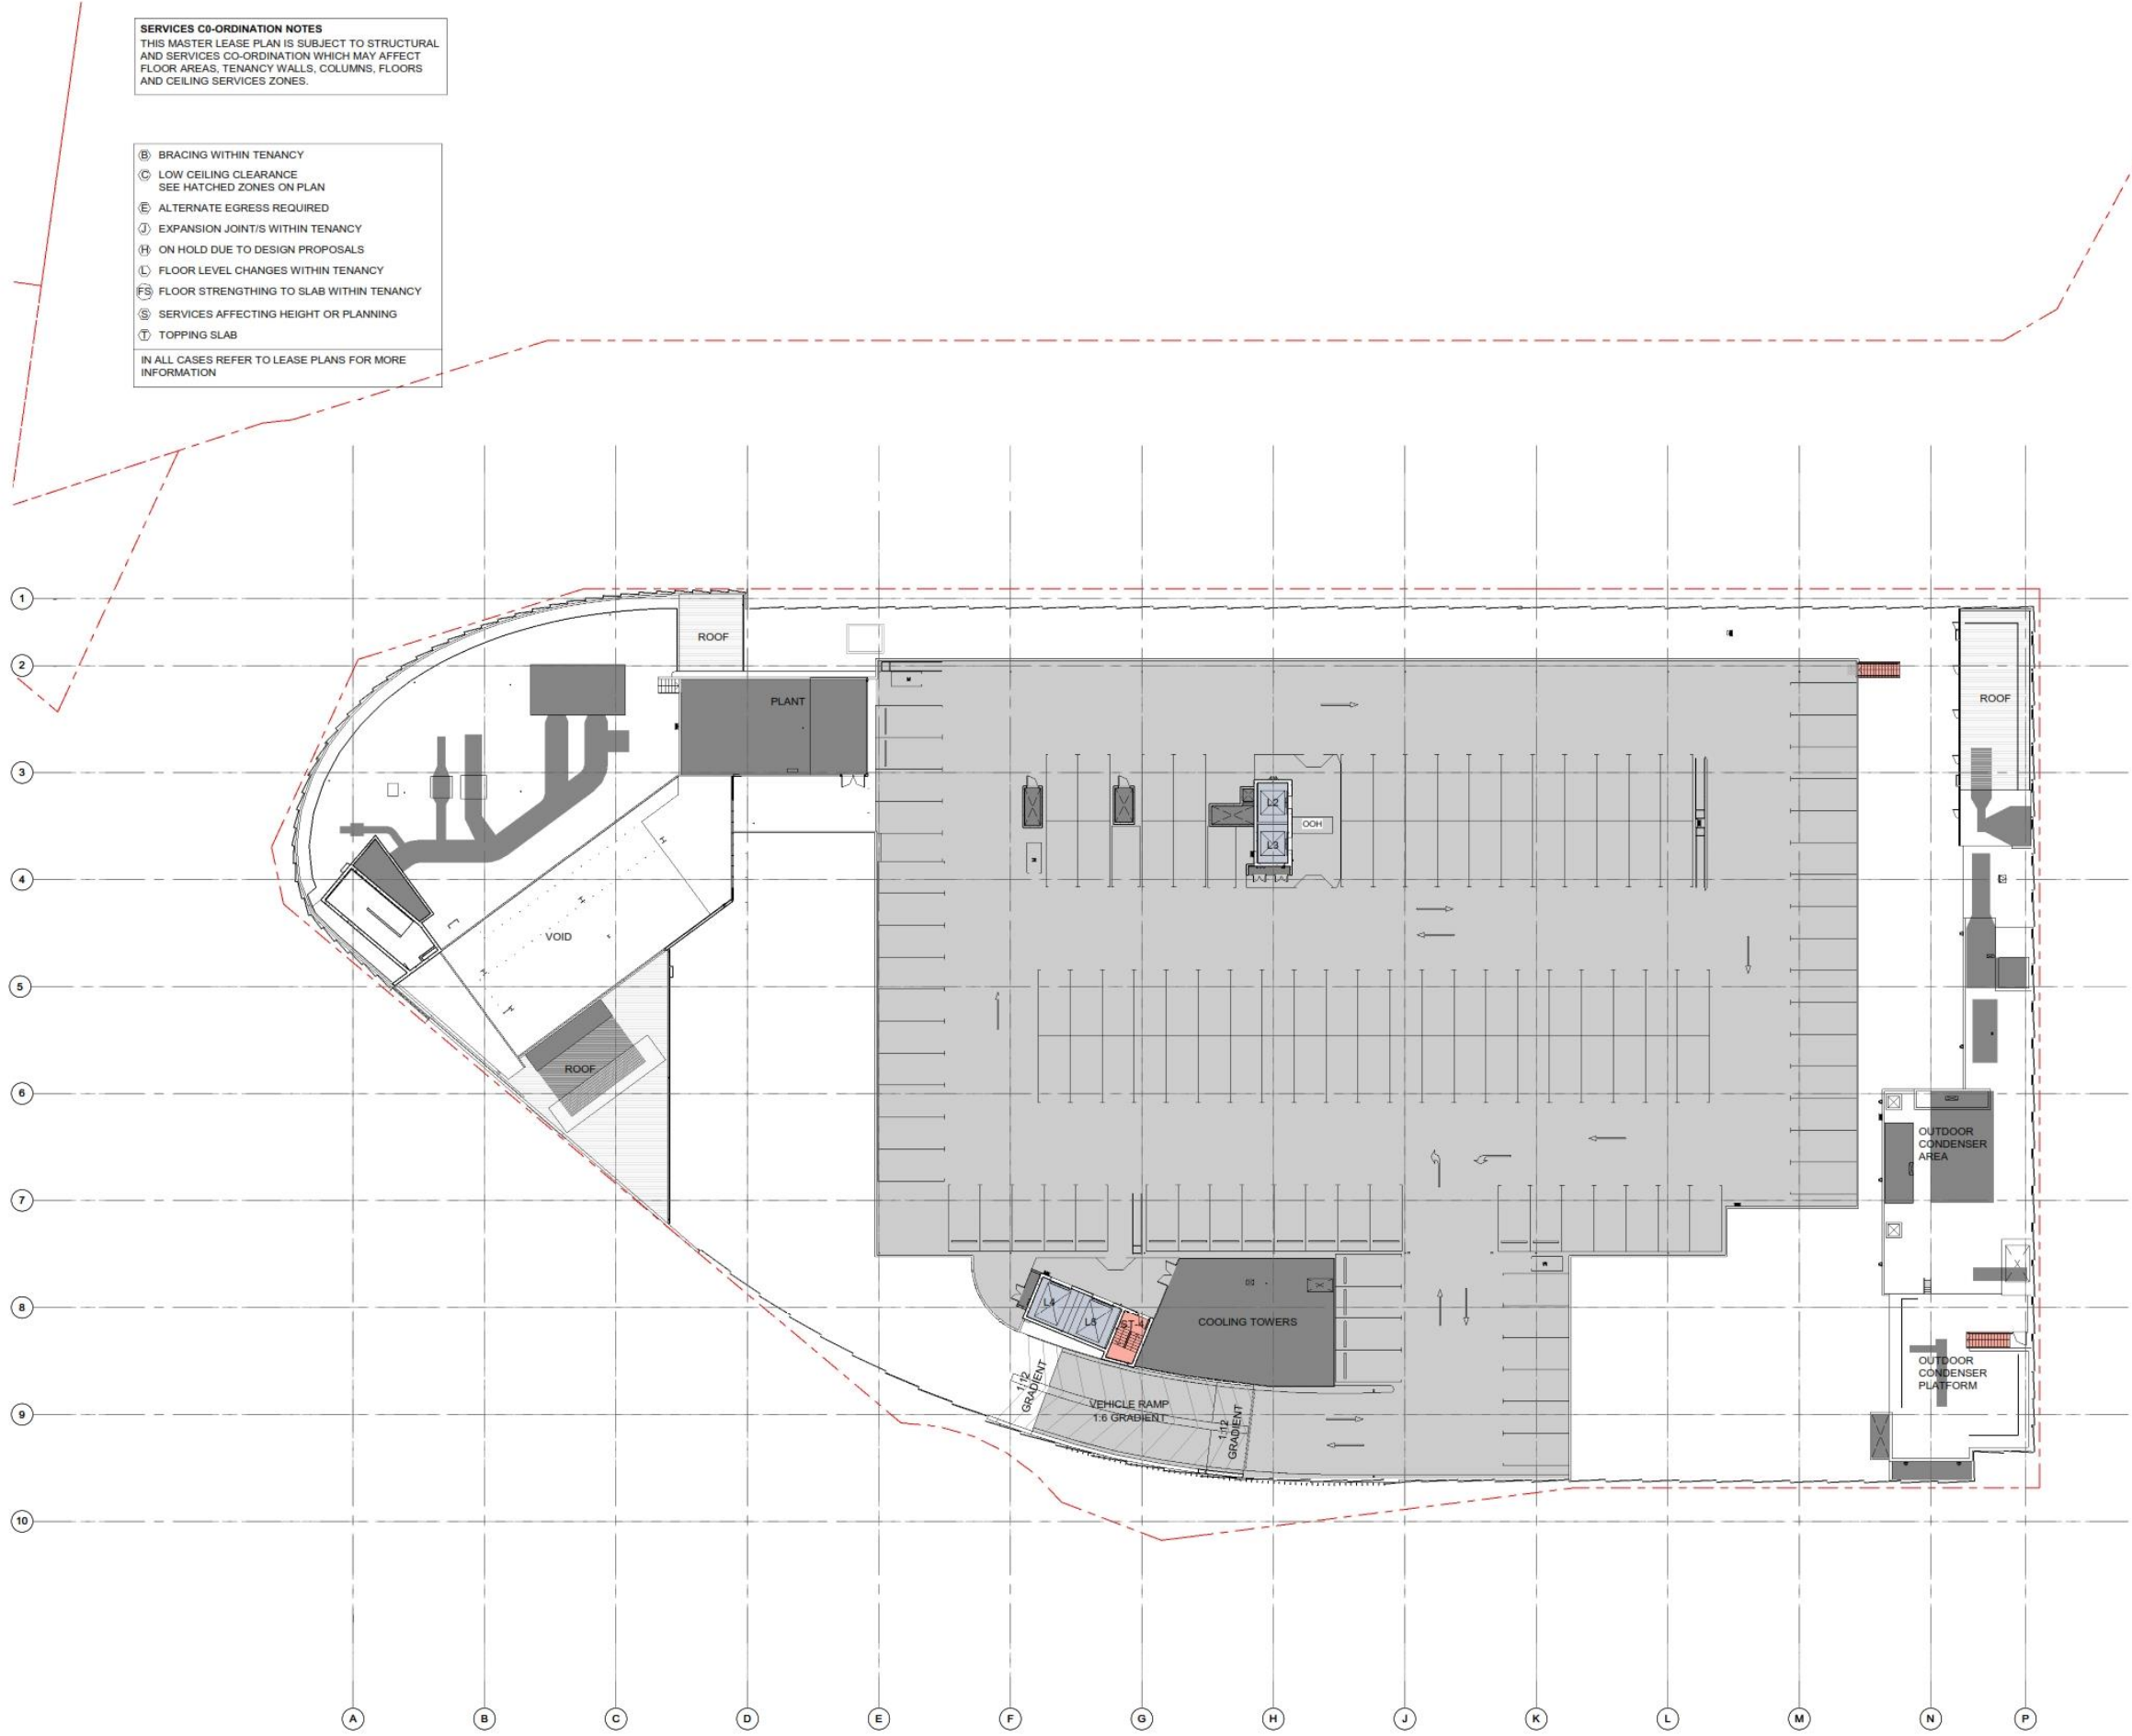 SERVICES C0-ORDINATION NOTES
THIS MASTER LEASE PLAN IS SUBJECT TO STRUCTURAL
AND SERVICES CO-ORDINATION WHICH MAY AFFECT
FLOOR AREAS, TENANCY WALLS, COLUMNS, FLOORS
AND CEILING SERVICES ZONES.
B BRACING WITHIN TENANCY
C LOW CEILING CLEARANCE
SEE HATCHED ZONES ON PLAN
E ALTERNATE EGRESS REQUIRED
J EXPANSION JOINT/S WITHIN TENANCY
H ON HOLD DUE TO DESIGN PROPOSALS
L FLOOR LEVEL CHANGES WITHIN TENANCY
FS FLOOR STRENGTHING TO SLAB WITHIN TENANCY
S SERVICES AFFECTING HEIGHT OR PLANNING
T TOPPING SLAB
IN ALL CASES REFER TO LEASE PLANS FOR MORE
INFORMATION
1
ROOF
2
PLANT
ROOF
3
L2
OOH
L3
4
VOID
5
ROOF
6
OUTDOOR
CONDENSER
AREA
7
8
L4
L5
ST-4
COOLING TOWERS
OUTDOOR
CONDENSER
PLATFORM
1:12
GRADIENT
VEHICLE RAMP
1:6 GRADIENT
1:12
GRADIENT
9
10
A B C D E F G H J K L M N P